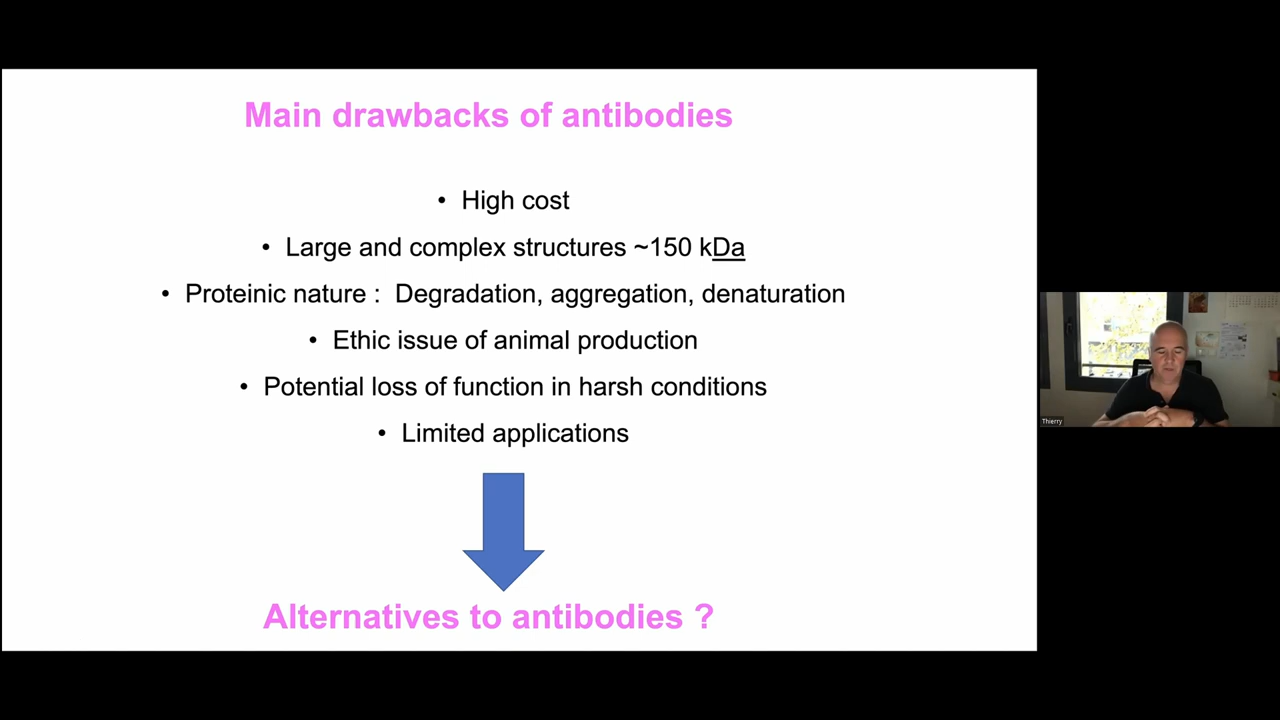 Main drawbacks of antibodies
• High cost
• Large and complex structures ~150 kDa
• Proteinic nature : Degradation, aggregation, denaturation
• Ethic issue of animal production
• Potential loss of function in harsh conditions
• Limited applications
Alternatives to antibodies ?
Thierry